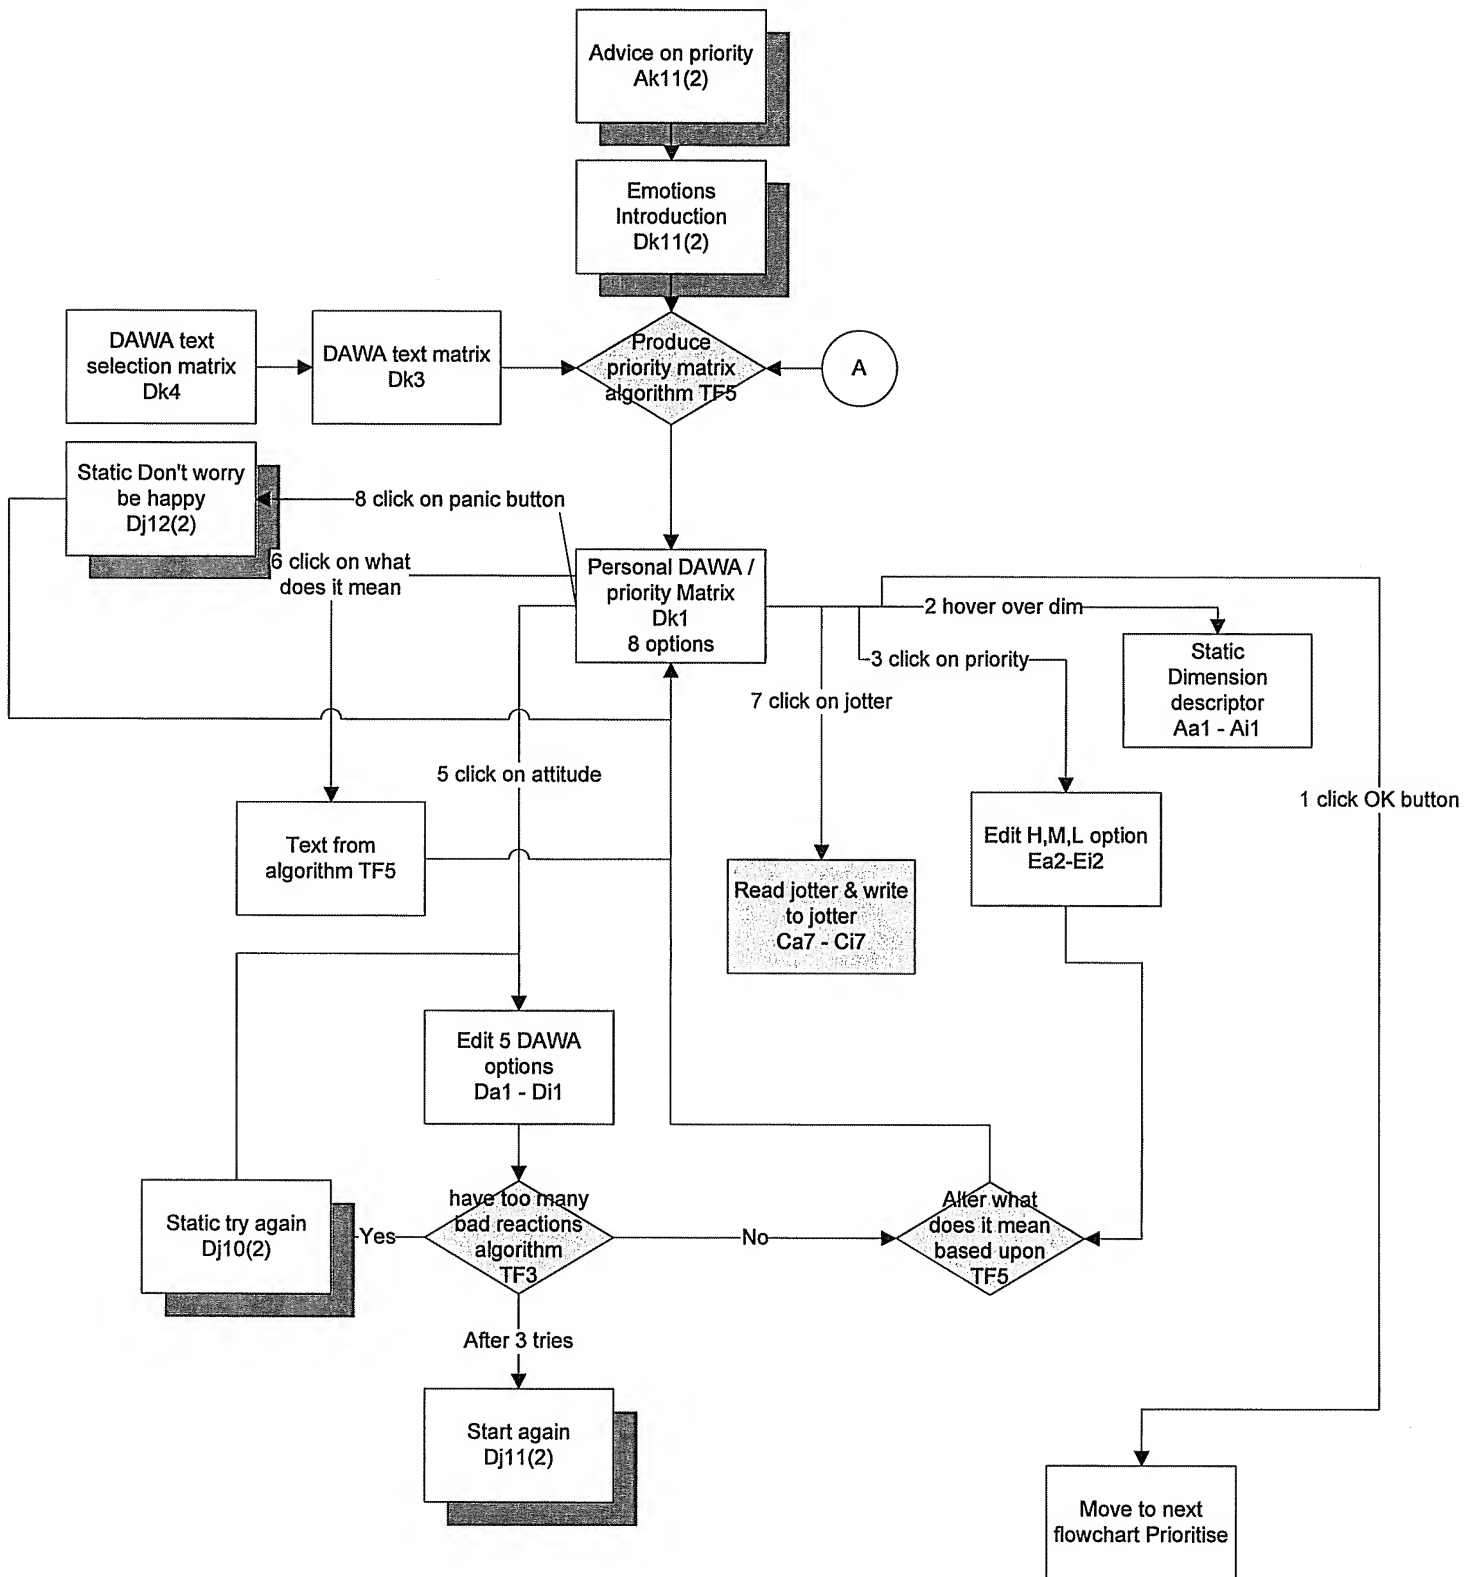 Advice on priority
Ak11(2)
Emotions
Introduction
Dk11(2)
DAWA text
selection matrix
Dk4
DAWA text matrix
Dk3
Produce
priority matrix
algorithm TF5
A
Static Don't worry
be happy
Dj12(2)
8 click on panic button
6 click on what
does it mean
Personal DAWA /
priority Matrix
Dk1
8 options
2 hover over dim
3 click on priority
Static
Dimension
descriptor
Aa1 - Ai1
7 click on jotter
5 click on attitude
1 click OK button
Text from
algorithm TF5
Edit H,M,L option
Ea2-Ei2
Read jotter & write
to jotter
Ca7 - Ci7
Edit 5 DAWA
options
Da1 - Di1
Static try again
Dj10(2)
Yes
have too many
bad reactions
algorithm
TF3
No
Alter what
does it mean
based upon
TF5
After 3 tries
Start again
Dj11(2)
Move to next
flowchart Prioritise